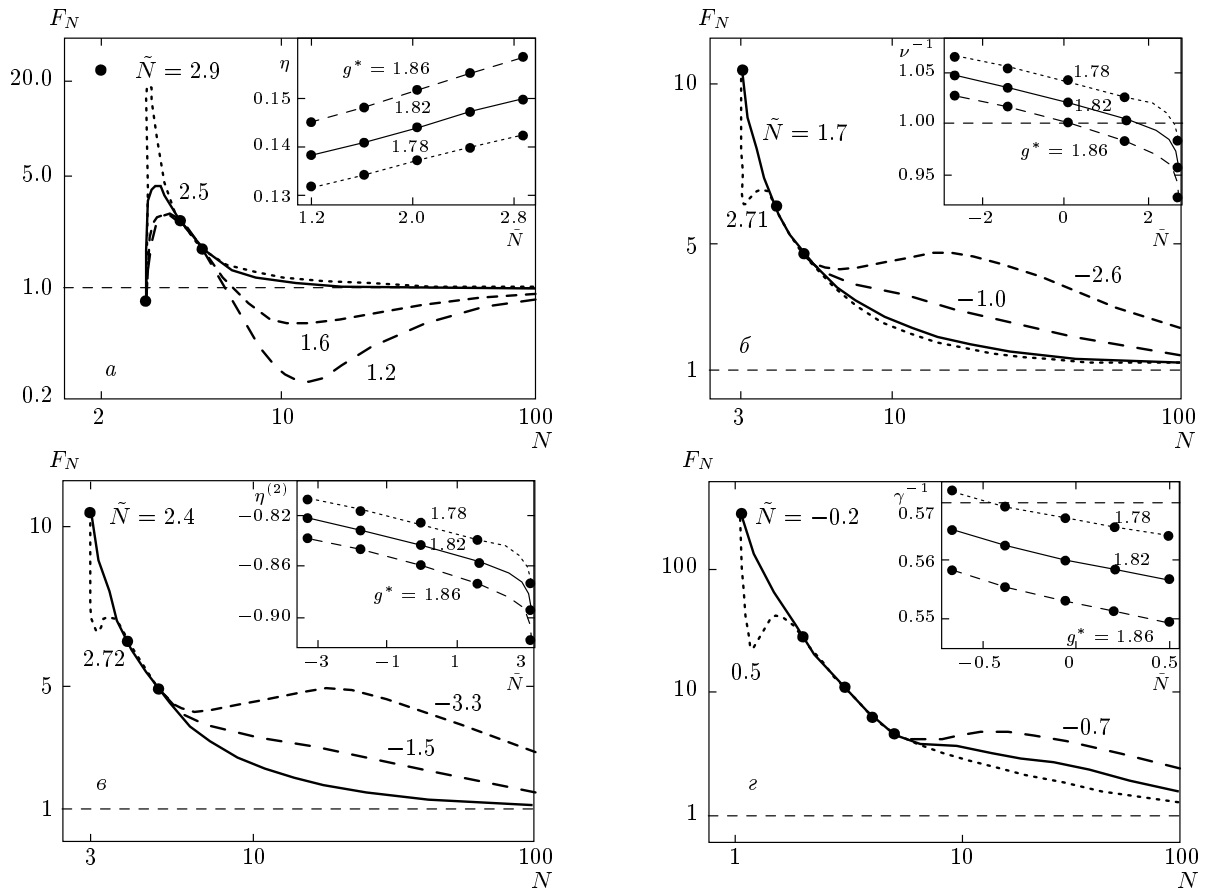 F_N
20.0
5.0
1.0
0.2
2
10
100
N
Ñ = 2.9
2.5
1.6
1.2
а
η
0.15
0.14
0.13
1.2
2.0
2.8
Ñ
g* = 1.86
1.82
1.78
F_N
10
5
1
3
10
100
N
Ñ = 1.7
2.71
−2.6
−1.0
б
ν⁻¹
1.05
1.00
0.95
−2
0
2
Ñ
1.78
1.82
g* = 1.86
F_N
10
5
1
3
10
100
N
Ñ = 2.4
2.72
−3.3
−1.5
в
η⁽²⁾
−0.82
−0.86
−0.90
−3
−1
1
3
Ñ
1.78
1.82
g* = 1.86
F_N
100
10
1
1
10
100
N
Ñ = −0.2
0.5
−0.7
г
γ⁻¹
0.57
0.56
0.55
−0.5
0
0.5
Ñ
1.78
1.82
g* = 1.86